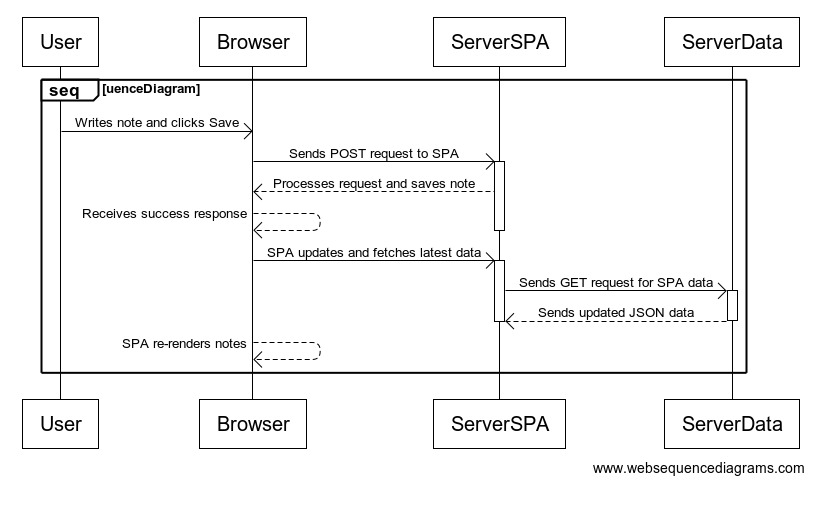 User Browser ServerSPA ServerData
seq [uenceDiagram]
Writes note and clicks Save
Sends POST request to SPA
Processes request and saves note
Receives success response
SPA updates and fetches latest data
Sends GET request for SPA data
Sends updated JSON data
SPA re-renders notes
User Browser ServerSPA ServerData
www.websequencediagrams.com